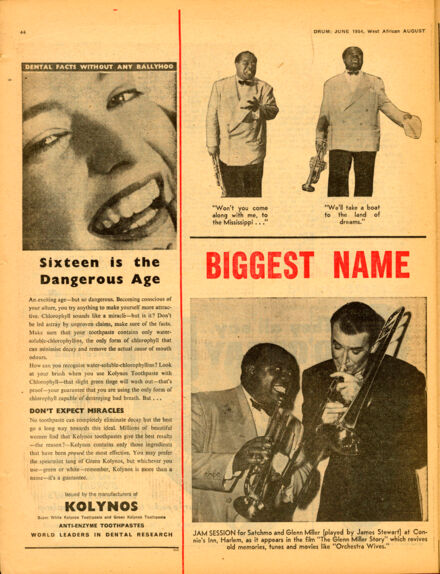 44
DRUM: JUNE 1954, West African AUGUST
DENTAL FACTS WITHOUT ANY BALLYHOO
Sixteen is the
Dangerous Age
An exciting age—but so dangerous. Becoming conscious of
your allure, you try anything to make yourself more attrac-
tive. Chlorophyll sounds like a miracle—but is it? Don't
be led astray by unproven claims, make sure of the facts.
Make sure that your toothpaste contains only water-
soluble-chlorophyllins, the only form of chlorophyll that
can minimise decay and remove the actual cause of mouth
odours.
How can you recognise water-soluble-chlorophyllins? Look
at your brush when you use Kolynos Toothpaste with
Chlorophyll—that slight green tinge will wash out—that's
proof—your guarantee that you are using the only form of
chlorophyll capable of destroying bad breath. But . . .
DON'T EXPECT MIRACLES
No toothpaste can completely eliminate decay but the best
go a long way towards this ideal. Millions of beautiful
women find that Kolynos toothpastes give the best results
—the reason?—Kolynos contains only those ingredients
that have been proved the most effective. You may prefer
the spearmint tang of Green Kolynos, but whichever you
use—green or white—remember, Kolynos is more than a
name—it's a guarantee.
Issued by the manufacturers of
KOLYNOS
Super White Kolynos Toothpaste and Green Kolynos Toothpaste
ANTI-ENZYME TOOTHPASTES
WORLD LEADERS IN DENTAL RESEARCH
"Won't you come
along with me, to
the Mississippi . . ."
"We'll take a boat
to the land of
dreams."
BIGGEST NAME
JAM SESSION for Satchmo and Glenn Miller (played by James Stewart) at Con-
nie's Inn, Harlem, as it appears in the film "The Glenn Miller Story" which revives
old memories, tunes and movies like "Orchestra Wives."